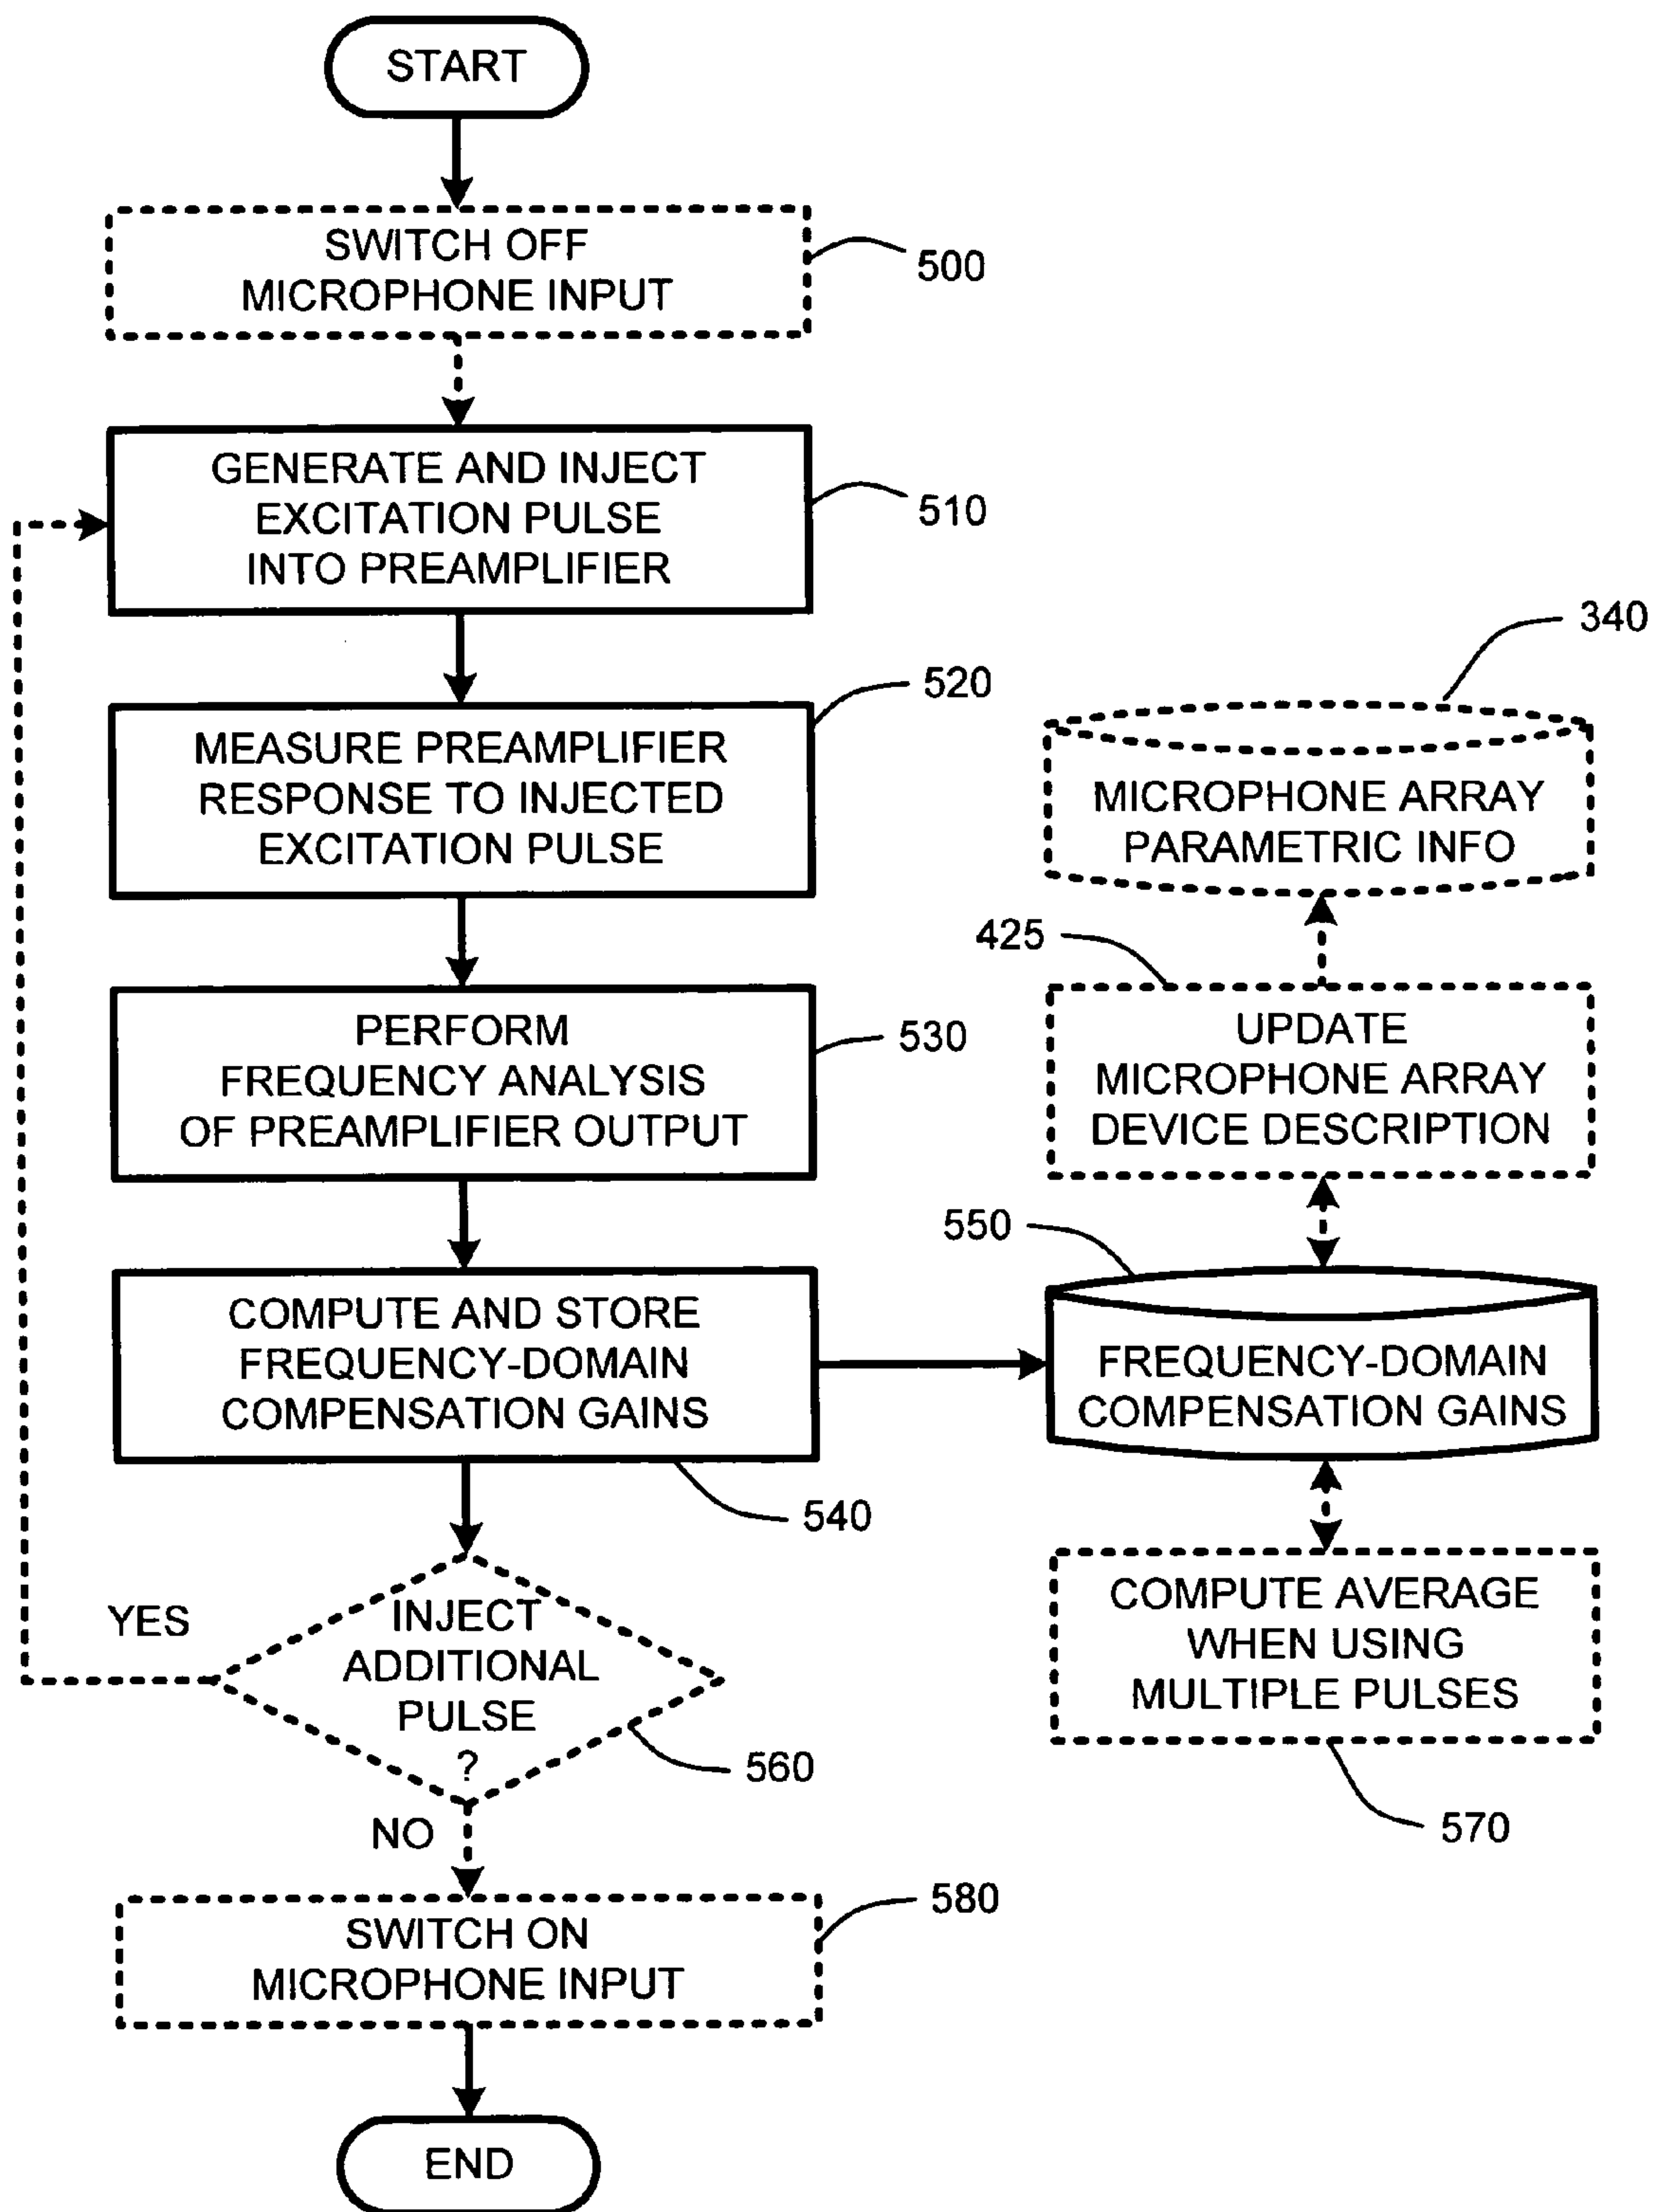 START
SWITCH OFF
MICROPHONE INPUT
500
GENERATE AND INJECT
EXCITATION PULSE
INTO PREAMPLIFIER
510
MEASURE PREAMPLIFIER
RESPONSE TO INJECTED
EXCITATION PULSE
520
PERFORM
FREQUENCY ANALYSIS
OF PREAMPLIFIER OUTPUT
530
COMPUTE AND STORE
FREQUENCY-DOMAIN
COMPENSATION GAINS
540
INJECT
ADDITIONAL
PULSE
?
560
YES
NO
SWITCH ON
MICROPHONE INPUT
580
END
340
MICROPHONE ARRAY
PARAMETRIC INFO
425
UPDATE
MICROPHONE ARRAY
DEVICE DESCRIPTION
550
FREQUENCY-DOMAIN
COMPENSATION GAINS
COMPUTE AVERAGE
WHEN USING
MULTIPLE PULSES
570